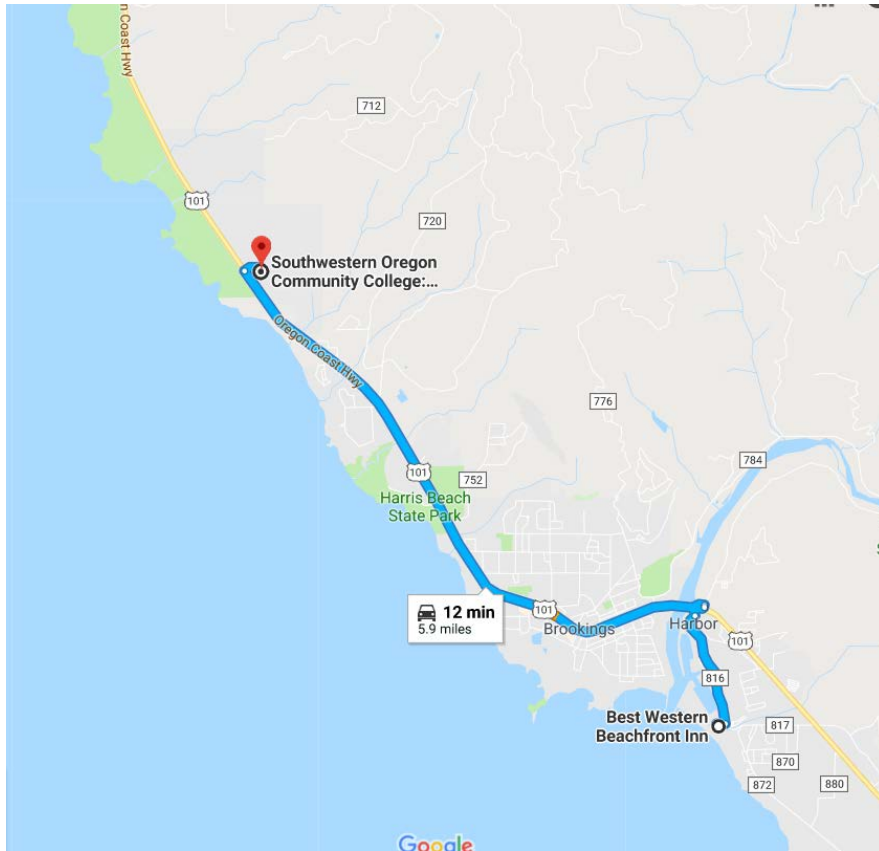 n Coast Hwy
712
101
720
Southwestern Oregon
Community College:...
Oregon Coast Hwy
776
784
101
752
Harris Beach
State Park
12 min
5.9 miles
101
Brookings
Harbor
101
816
Best Western
Beachfront Inn
817
870
872
880
Google